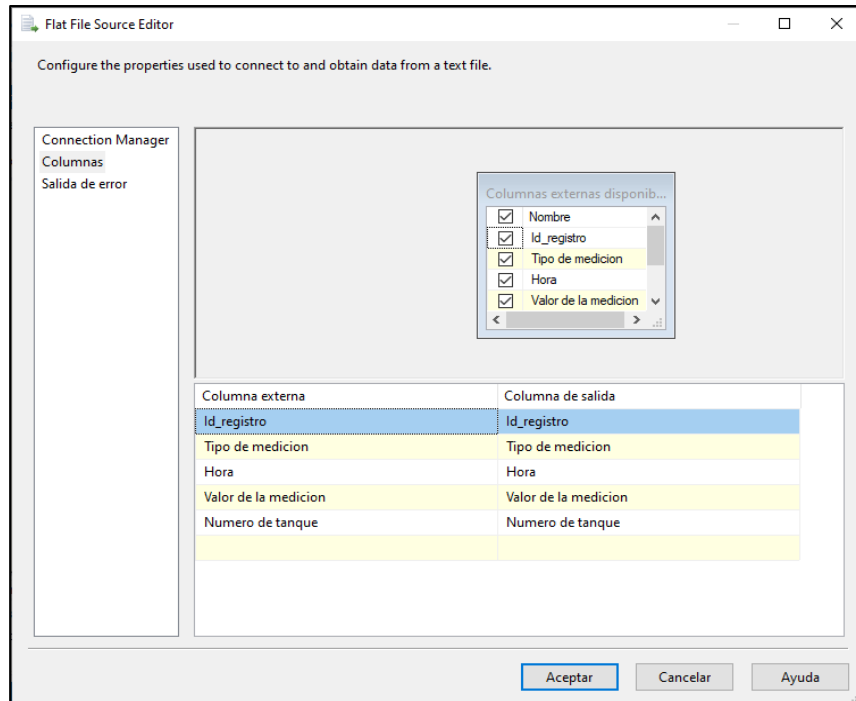 Flat File Source Editor
Configure the properties used to connect to and obtain data from a text file.
Connection Manager
Columnas
Salida de error
Columnas externas disponib...
Nombre
Id_registro
Tipo de medicion
Hora
Valor de la medicion
Columna externa Columna de salida
Id_registro Id_registro
Tipo de medicion Tipo de medicion
Hora Hora
Valor de la medicion Valor de la medicion
Numero de tanque Numero de tanque
Aceptar Cancelar Ayuda